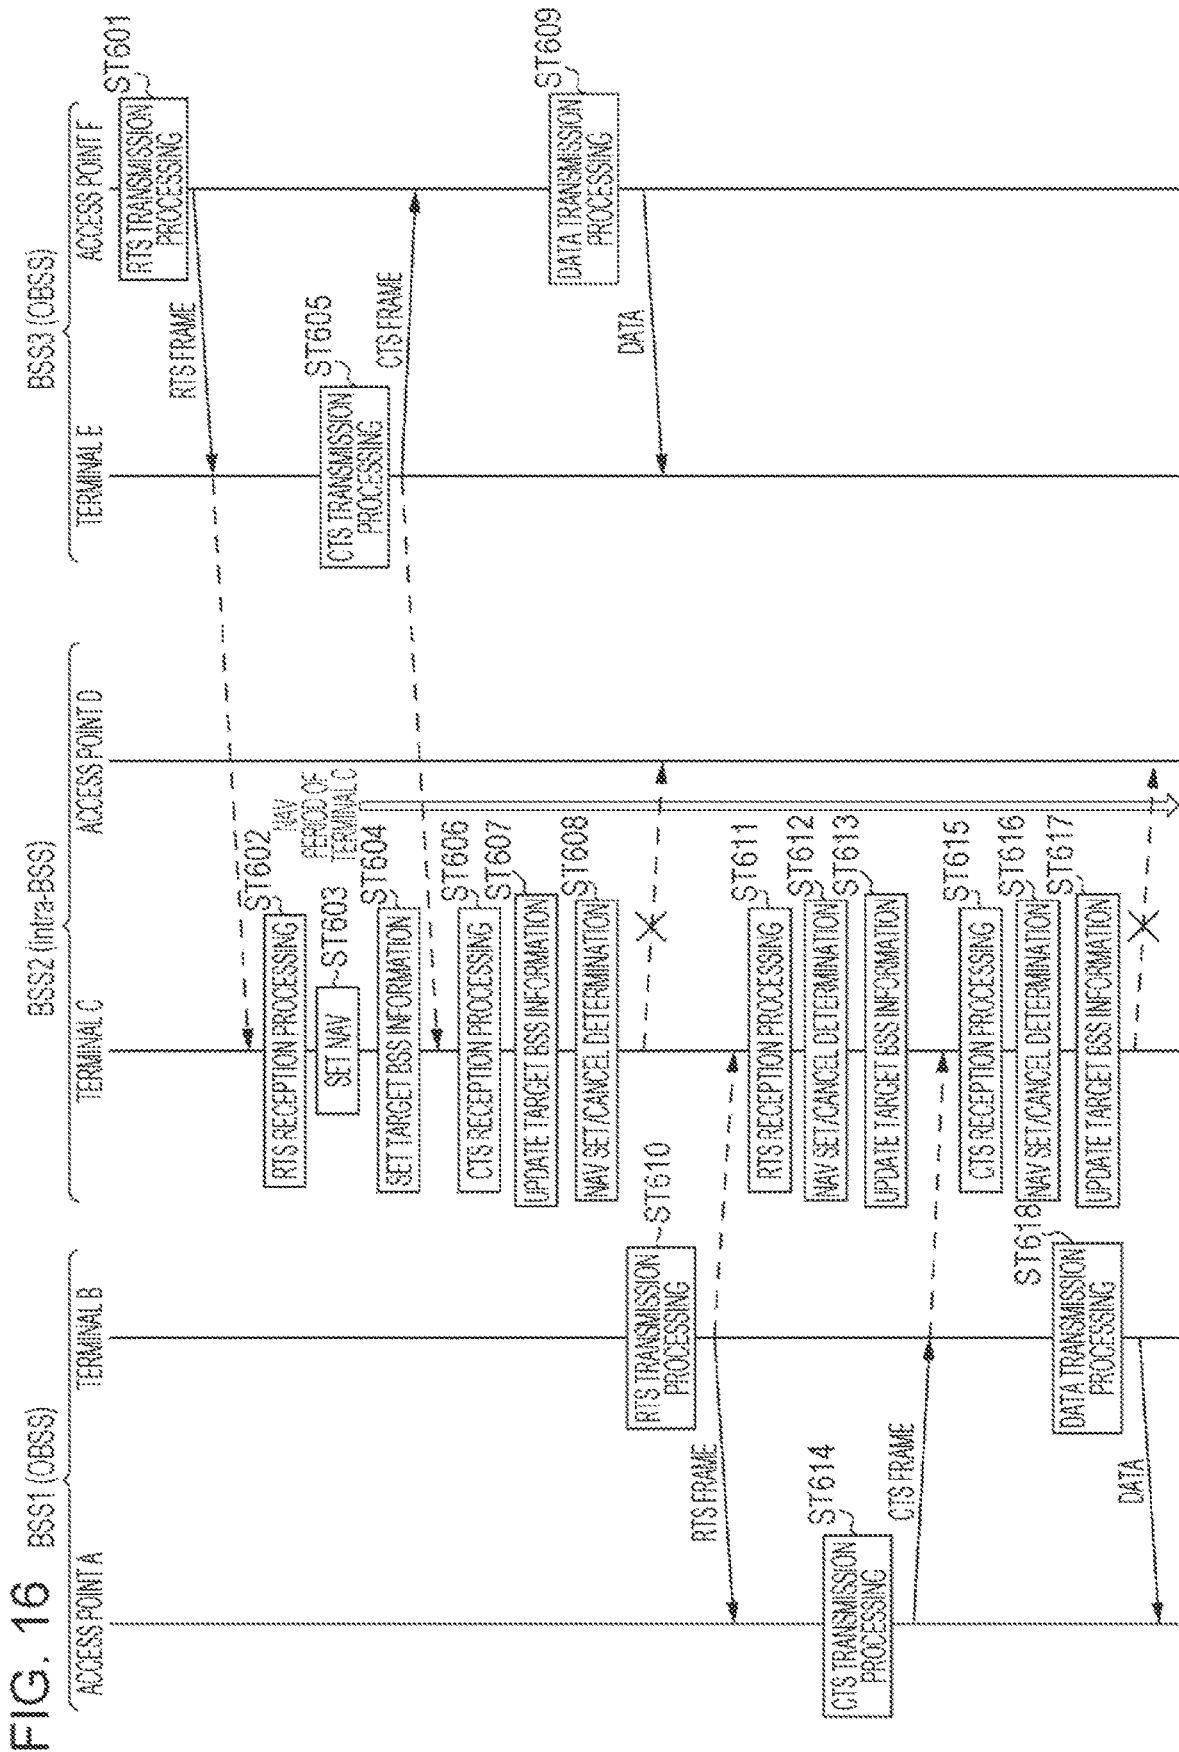 FIG. 16
BSS1 (OBSS)
BSS2 (intra-BSS)
BSS3 (OBSS)
ACCESS POINT A
TERMINAL B
TERMINAL C
ACCESS POINT D
TERMINAL E
ACCESS POINT F
RTS TRANSMISSION
PROCESSING
ST601
RTS FRAME
RTS RECEPTION PROCESSING
ST602
SET NAV
ST603
NAV
PERIOD OF
TERMINAL C
SET TARGET BSS INFORMATION
ST604
CTS TRANSMISSION
PROCESSING
ST605
CTS FRAME
CTS RECEPTION PROCESSING
ST606
UPDATE TARGET BSS INFORMATION
ST607
NAV SET/CANCEL DETERMINATION
ST608
DATA TRANSMISSION
PROCESSING
ST609
DATA
RTS TRANSMISSION
PROCESSING
ST610
RTS FRAME
RTS RECEPTION PROCESSING
ST611
NAV SET/CANCEL DETERMINATION
ST612
UPDATE TARGET BSS INFORMATION
ST613
CTS TRANSMISSION
PROCESSING
ST614
CTS FRAME
CTS RECEPTION PROCESSING
ST615
NAV SET/CANCEL DETERMINATION
ST616
UPDATE TARGET BSS INFORMATION
ST617
DATA TRANSMISSION
PROCESSING
ST618
DATA